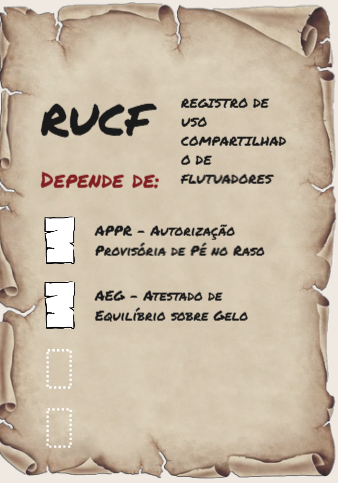 RUCF
REGISTRO DE
USO
COMPARTILHAD
O DE
FLUTUADORES
DEPENDE DE:
APPR – AUTORIZAÇÃO
PROVISÓRIA DE PÉ NO RASO
AEG – ATESTADO DE
EQUILÍBRIO SOBRE GELO